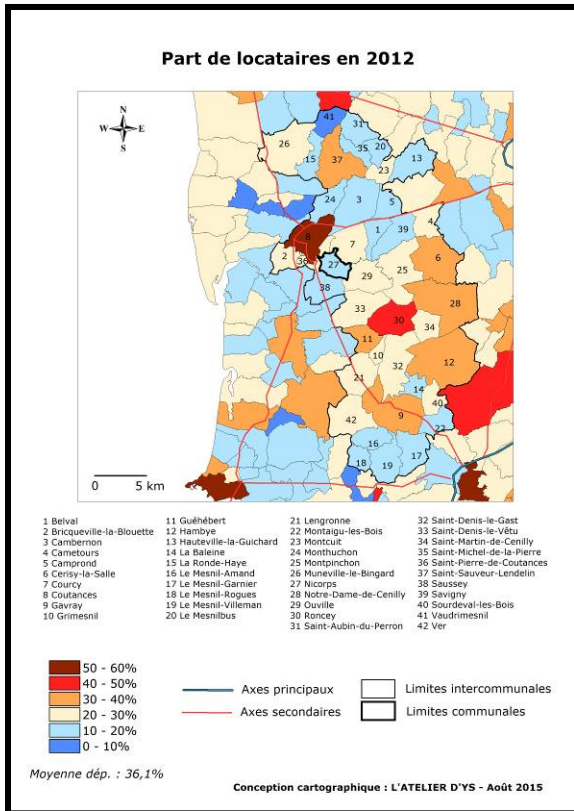 Part de locataires en 2012
N
W E
S
41
31
26
35
20
15
37
13
23
24
3
5
4
8
1
39
7
2
36
27
6
25
29
38
28
33
30
34
11
10
12
32
21
14
40
42
9
22
16
17
18
19
0 5 km
1 Belval
2 Bricqueville-la-Blouette
3 Cambernon
4 Cametours
5 Camprond
6 Cerisy-la-Salle
7 Courcy
8 Coutances
9 Gavray
10 Grimesnil
11 Guéhébert
12 Hambye
13 Hauteville-la-Guichard
14 La Baleine
15 La Ronde-Haye
16 Le Mesnil-Amand
17 Le Mesnil-Garnier
18 Le Mesnil-Rogues
19 Le Mesnil-Villeman
20 Le Mesnilbus
21 Lengronne
22 Montaigu-les-Bois
23 Montcuit
24 Monthuchon
25 Montpinchon
26 Muneville-le-Bingard
27 Nicorps
28 Notre-Dame-de-Cenilly
29 Ouville
30 Roncey
31 Saint-Aubin-du-Perron
32 Saint-Denis-le-Gast
33 Saint-Denis-le-Vêtu
34 Saint-Martin-de-Cenilly
35 Saint-Michel-de-la-Pierre
36 Saint-Pierre-de-Coutances
37 Saint-Sauveur-Lendelin
38 Saussey
39 Savigny
40 Sourdeval-les-Bois
41 Vaudrimesnil
42 Ver
50 - 60%
40 - 50%
30 - 40%
20 - 30%
10 - 20%
0 - 10%
Axes principaux
Axes secondaires
Limites intercommunales
Limites communales
Moyenne dép. : 36,1%
Conception cartographique : L'ATELIER D'YS - Août 2015